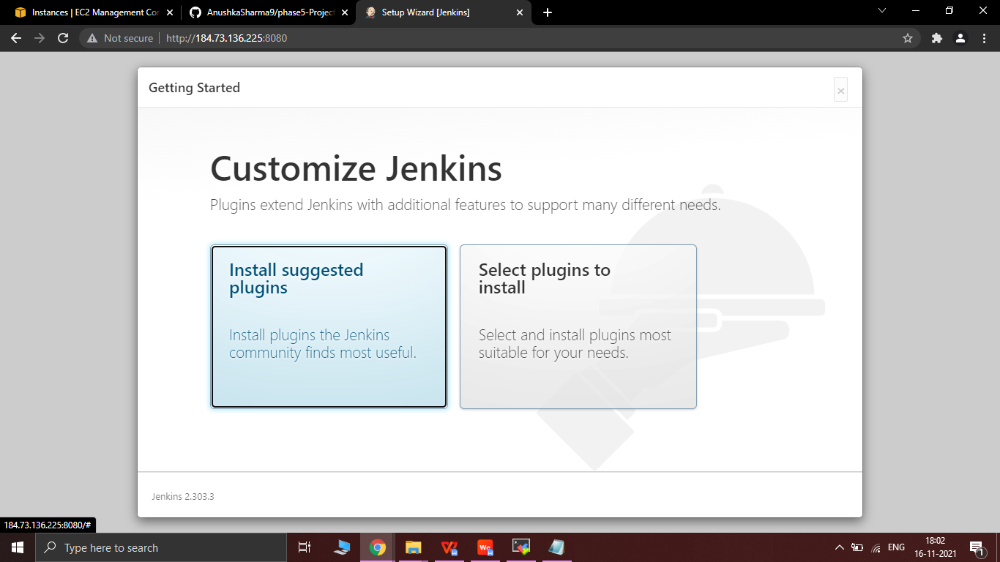 Instances | EC2 Management Con
AnushkaSharma9/phase5-Project
Setup Wizard [Jenkins]
Not secure
http://184.73.136.225:8080
Getting Started
×
Customize Jenkins
Plugins extend Jenkins with additional features to support many different needs.
Install suggested
plugins
Install plugins the Jenkins
community finds most useful.
Select plugins to
install
Select and install plugins most
suitable for your needs.
Jenkins 2.303.3
184.73.136.225:8080/#
Type here to search
ENG
18:02
16-11-2021
1